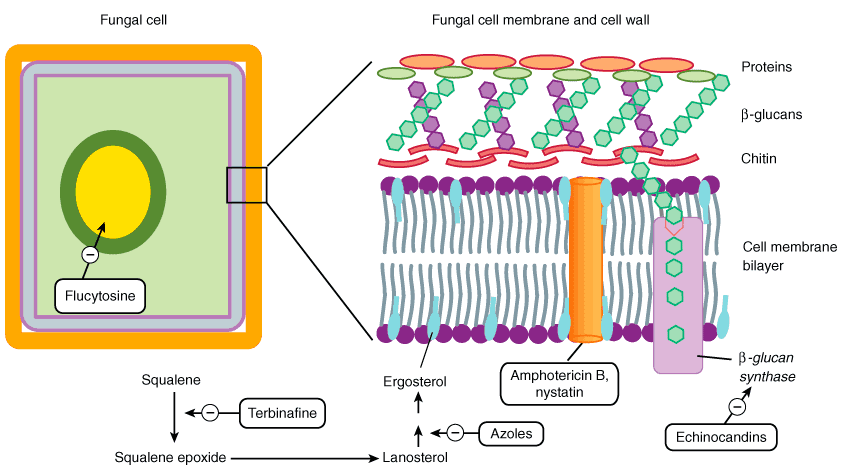 Fungal cell
Fungal cell membrane and cell wall
Proteins
β-glucans
Chitin
Cell membrane
bilayer
−
Flucytosine
Squalene
−
Terbinafine
Squalene epoxide
Ergosterol
−
Azoles
Lanosterol
Amphotericin B,
nystatin
β-glucan
synthase
−
Echinocandins